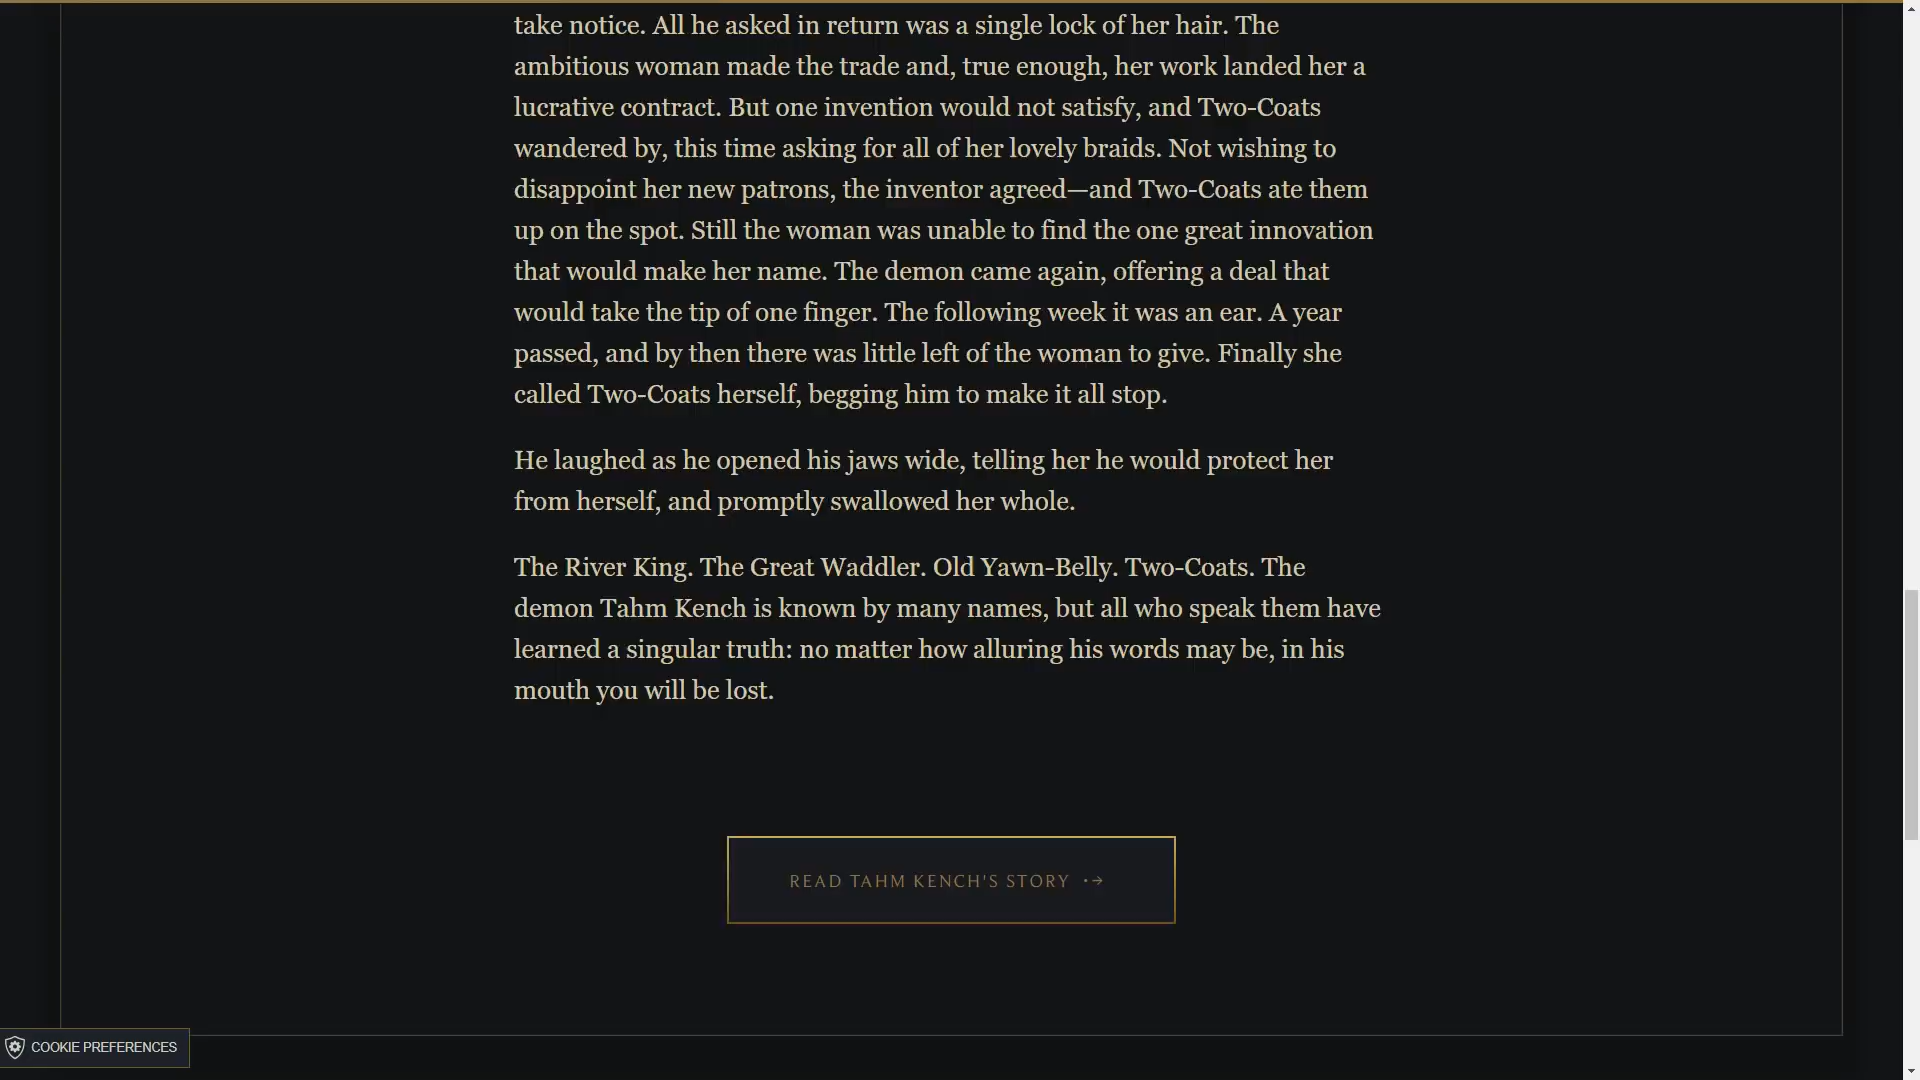 take notice. All he asked in return was a single lock of her hair. The
ambitious woman made the trade and, true enough, her work landed her a
lucrative contract. But one invention would not satisfy, and Two-Coats
wandered by, this time asking for all of her lovely braids. Not wishing to
disappoint her new patrons, the inventor agreed—and Two-Coats ate them
up on the spot. Still the woman was unable to find the one great innovation
that would make her name. The demon came again, offering a deal that
would take the tip of one finger. The following week it was an ear. A year
passed, and by then there was little left of the woman to give. Finally she
called Two-Coats herself, begging him to make it all stop.
He laughed as he opened his jaws wide, telling her he would protect her
from herself, and promptly swallowed her whole.
The River King. The Great Waddler. Old Yawn-Belly. Two-Coats. The
demon Tahm Kench is known by many names, but all who speak them have
learned a singular truth: no matter how alluring his words may be, in his
mouth you will be lost.
READ TAHM KENCH'S STORY
COOKIE PREFERENCES